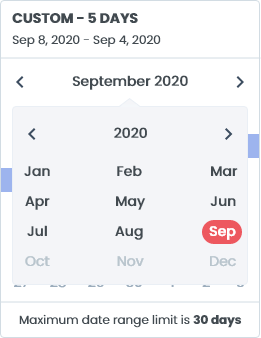 CUSTOM - 5 DAYS
Sep 8, 2020 - Sep 4, 2020
September 2020
2020
Jan Feb Mar
Apr May Jun
Jul Aug Sep
Oct Nov Dec
Maximum date range limit is 30 days